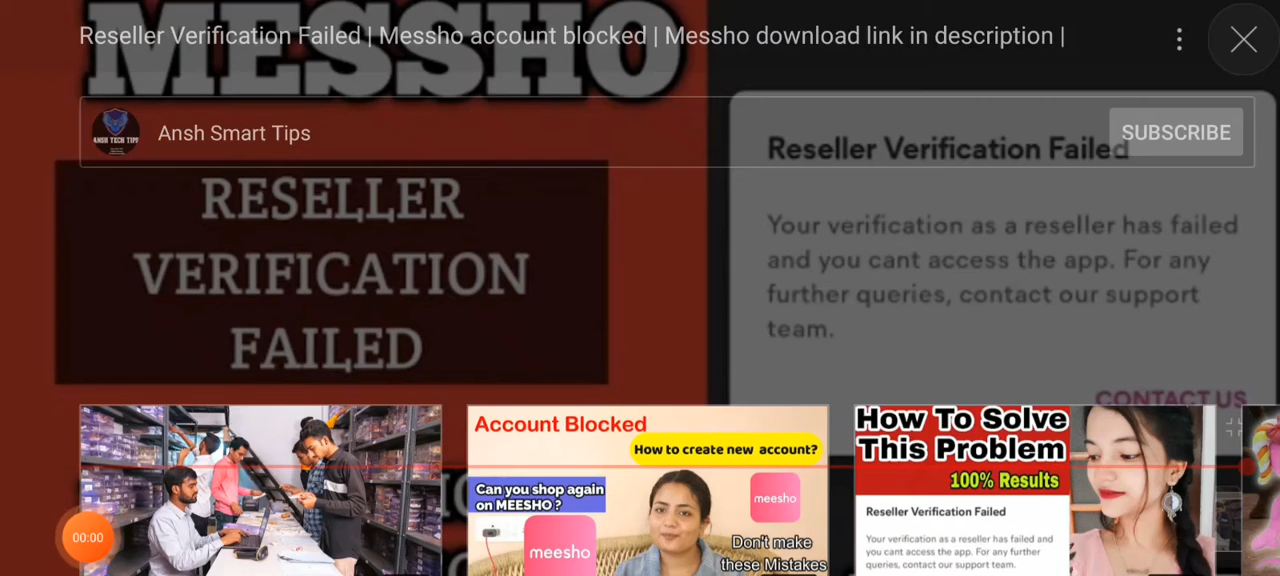 MESSHO
Reseller Verification Failed | Messho account blocked | Messho download link in description |
ANSH TECH TIPS
Ansh Smart Tips
SUBSCRIBE
RESELLER
VERIFICATION
FAILED
Reseller Verification Failed
Your verification as a reseller has failed
and you cant access the app. For any
further queries, contact our support
team.
CONTACT US
Account Blocked
How to create new account?
Can you shop again
on MEESHO ?
meesho
meesho
Don't make
these Mistakes
How To Solve
This Problem
100% Results
Reseller Verification Failed
Your verification as a reseller has failed and
you cant access the app. For any further
queries, contact our support team.
00:00